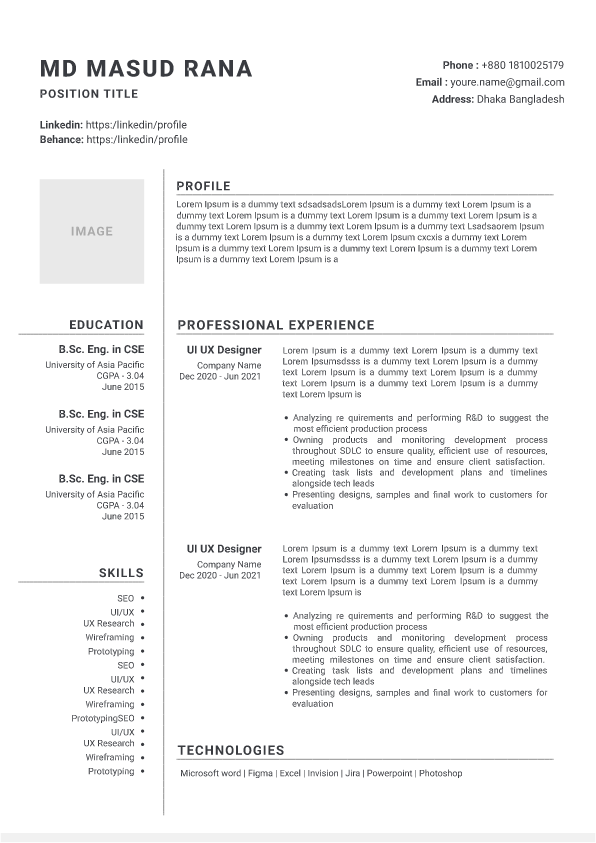 MD MASUD RANA
POSITION TITLE
Phone : +880 1810025179
Email : youre.name@gmail.com
Address: Dhaka Bangladesh
Linkedin: https:/linkedin/profile
Behance: https:/linkedin/profile
IMAGE
PROFILE
Lorem Ipsum is a dummy text sdsadsadsLorem Ipsum is a dummy text Lorem Ipsum is a
dummy text Lorem Ipsum is a dummy text Lorem Ipsum is a dummy text Lorem Ipsum is a
dummy text Lorem Ipsum is a dummy text Lorem Ipsum is a dummy text Lsadsaorem Ipsum
is a dummy text Lorem Ipsum is a dummy text Lorem Ipsum cxcxis a dummy text Lorem
Ipsum is a dummy text Lorem Ipsum is a dummy text Lorem Ipsum is a dummy text Lorem
Ipsum is a dummy text Lorem Ipsum is a
EDUCATION
B.Sc. Eng. in CSE
University of Asia Pacific
CGPA - 3.04
June 2015
B.Sc. Eng. in CSE
University of Asia Pacific
CGPA - 3.04
June 2015
B.Sc. Eng. in CSE
University of Asia Pacific
CGPA - 3.04
June 2015
SKILLS
SEO •
UI/UX •
UX Research •
Wireframing •
Prototyping •
SEO •
UI/UX •
UX Research •
Wireframing •
PrototypingSEO •
UI/UX •
UX Research •
Wireframing •
Prototyping •
PROFESSIONAL EXPERIENCE
UI UX Designer
Company Name
Dec 2020 - Jun 2021
Lorem Ipsum is a dummy text Lorem Ipsum is a dummy text
Lorem Ipsumsdsss is a dummy text Lorem Ipsum is a dummy
text Lorem Ipsum is a dummy text Lorem Ipsum is a dummy
text Lorem Ipsum is a dummy text Lorem Ipsum is a dummy
text Lorem Ipsum is
• Analyzing re quirements and performing R&D to suggest the
most efficient production process
• Owning products and monitoring development process
throughout SDLC to ensure quality, efficient use of resources,
meeting milestones on time and ensure client satisfaction.
• Creating task lists and development plans and timelines
alongside tech leads
• Presenting designs, samples and final work to customers for
evaluation
UI UX Designer
Company Name
Dec 2020 - Jun 2021
Lorem Ipsum is a dummy text Lorem Ipsum is a dummy text
Lorem Ipsumsdsss is a dummy text Lorem Ipsum is a dummy
text Lorem Ipsum is a dummy text Lorem Ipsum is a dummy
text Lorem Ipsum is a dummy text Lorem Ipsum is a dummy
text Lorem Ipsum is
• Analyzing re quirements and performing R&D to suggest the
most efficient production process
• Owning products and monitoring development process
throughout SDLC to ensure quality, efficient use of resources,
meeting milestones on time and ensure client satisfaction.
• Creating task lists and development plans and timelines
alongside tech leads
• Presenting designs, samples and final work to customers for
evaluation
TECHNOLOGIES
Microsoft word | Figma | Excel | Invision | Jira | Powerpoint | Photoshop